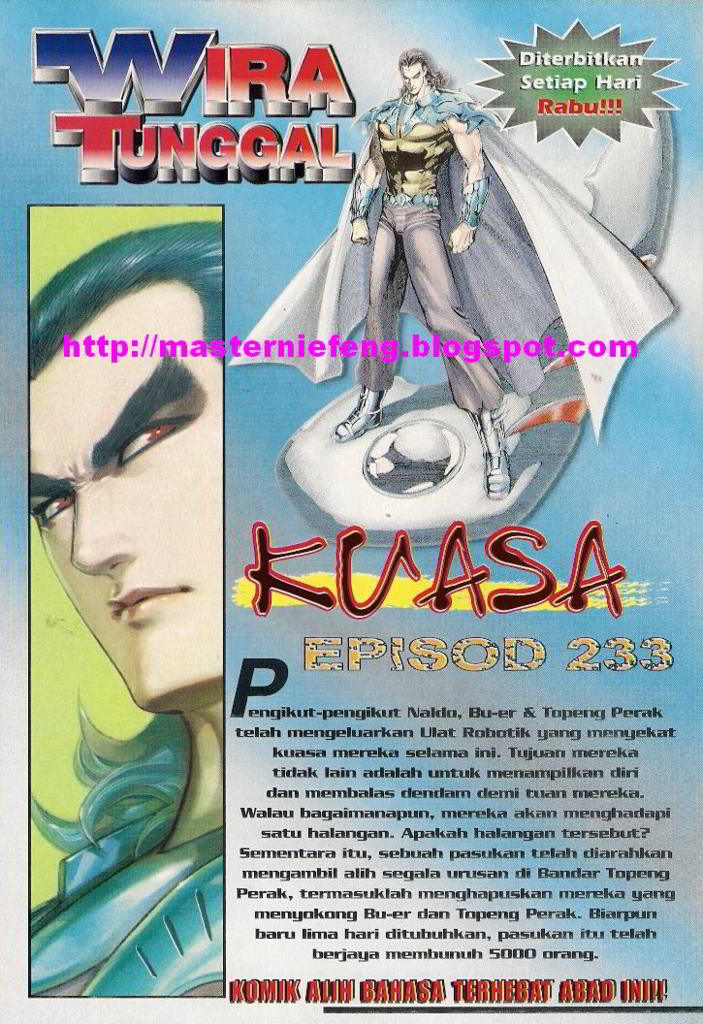 WIRA
TUNGGAL
Diterbitkan
Setiap Hari
Rabu!!!
http://masterniefeng.blogspot.com
KUASA
EPISOD 233
Pengikut-pengikut Naldo, Bu-er & Topeng Perak
telah mengeluarkan Ulat Robotik yang menyekat
kuasa mereka selama ini. Tujuan mereka
tidak lain adalah untuk menampilkan diri
dan membalas dendam demi tuan mereka.
Walau bagaimanapun, mereka akan menghadapi
satu halangan. Apakah halangan tersebut?
Sementara itu, sebuah pasukan telah diarahkan
mengambil alih segala urusan di Bandar Topeng
Perak, termasuklah menghapuskan mereka yang
menyokong Bu-er dan Topeng Perak. Biarpun
baru lima hari ditubuhkan, pasukan itu telah
berjaya membunuh 5000 orang.
KOMIK ALIH BAHASA TERHEBAT ABAD INI!!